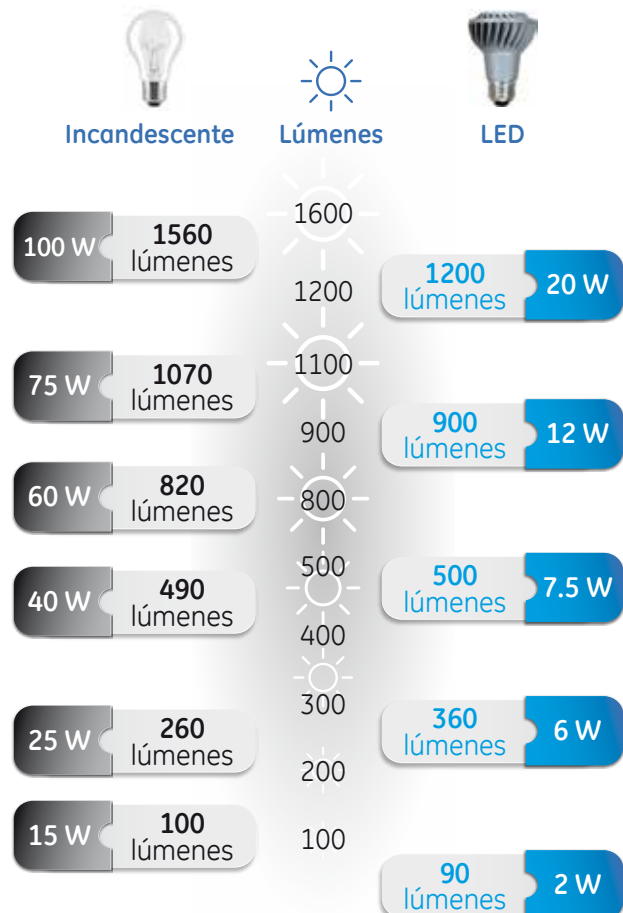 Incandescente
Lúmenes
LED
100 W
1560
lúmenes
75 W
1070
lúmenes
60 W
820
lúmenes
40 W
490
lúmenes
25 W
260
lúmenes
15 W
100
lúmenes
1600
1200
1100
900
800
500
400
300
200
100
1200
lúmenes
20 W
900
lúmenes
12 W
500
lúmenes
7.5 W
360
lúmenes
6 W
90
lúmenes
2 W